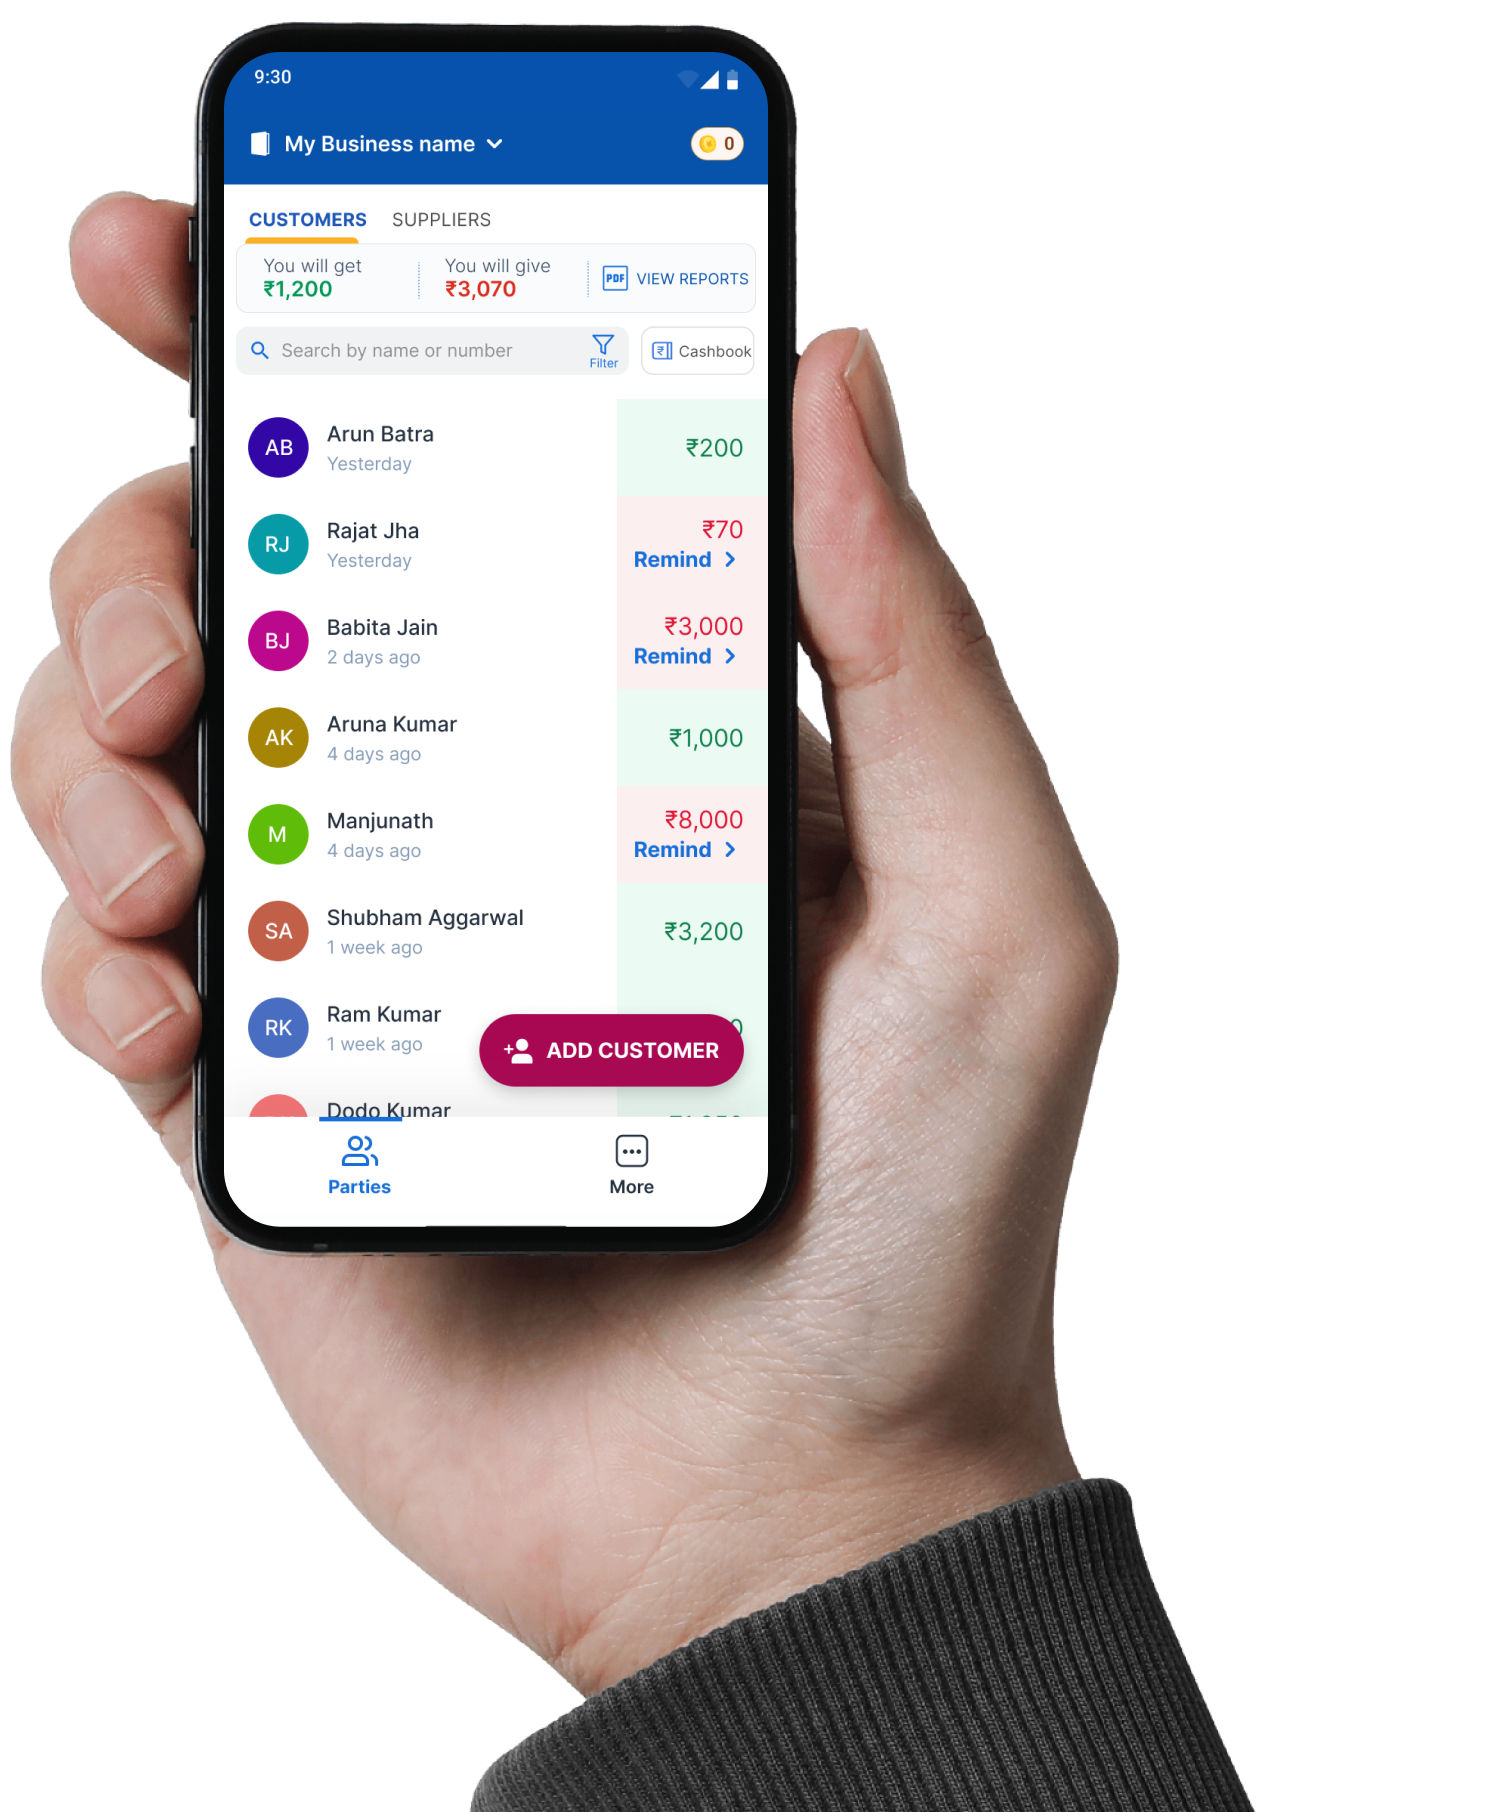 9:30
My Business name
0
CUSTOMERS SUPPLIERS
You will get You will give
₹1,200 ₹3,070
PDF VIEW REPORTS
Search by name or number
Filter
₹ Cashbook
AB Arun Batra ₹200
Yesterday
RJ Rajat Jha ₹70
Yesterday Remind
BJ Babita Jain ₹3,000
2 days ago Remind
AK Aruna Kumar ₹1,000
4 days ago
M Manjunath ₹8,000
4 days ago Remind
SA Shubham Aggarwal ₹3,200
1 week ago
RK Ram Kumar
1 week ago
ADD CUSTOMER
Dodo Kumar
Parties More